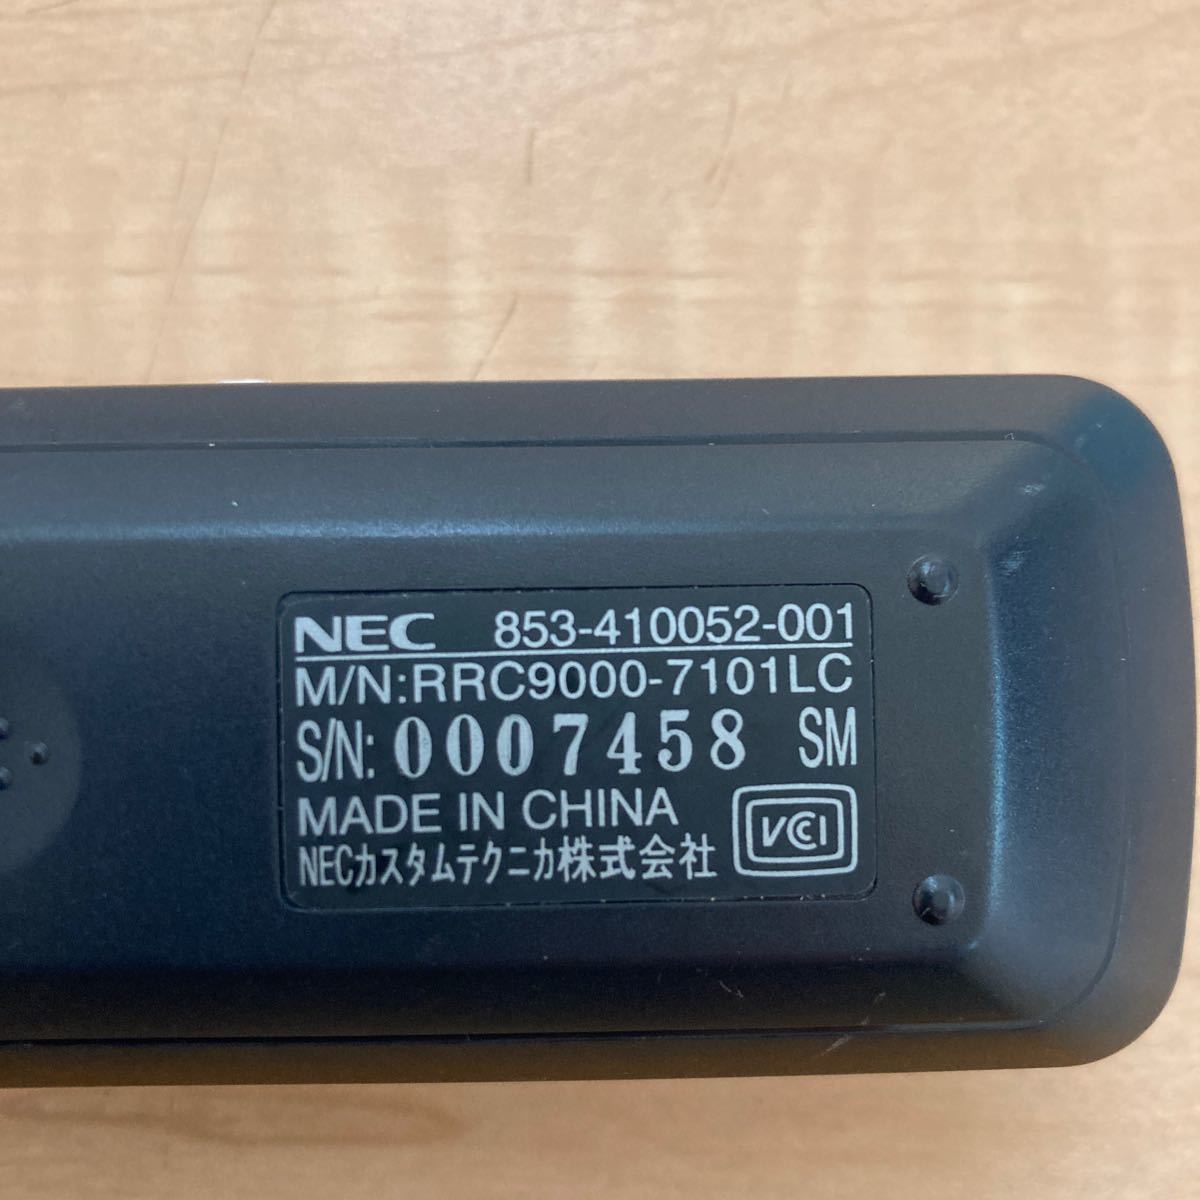 NEC 853-410052-001
M/N:RRC9000-7101LC
S/N: 0007458 SM
MADE IN CHINA
NECカスタムテクニカ株式会社
VCCI